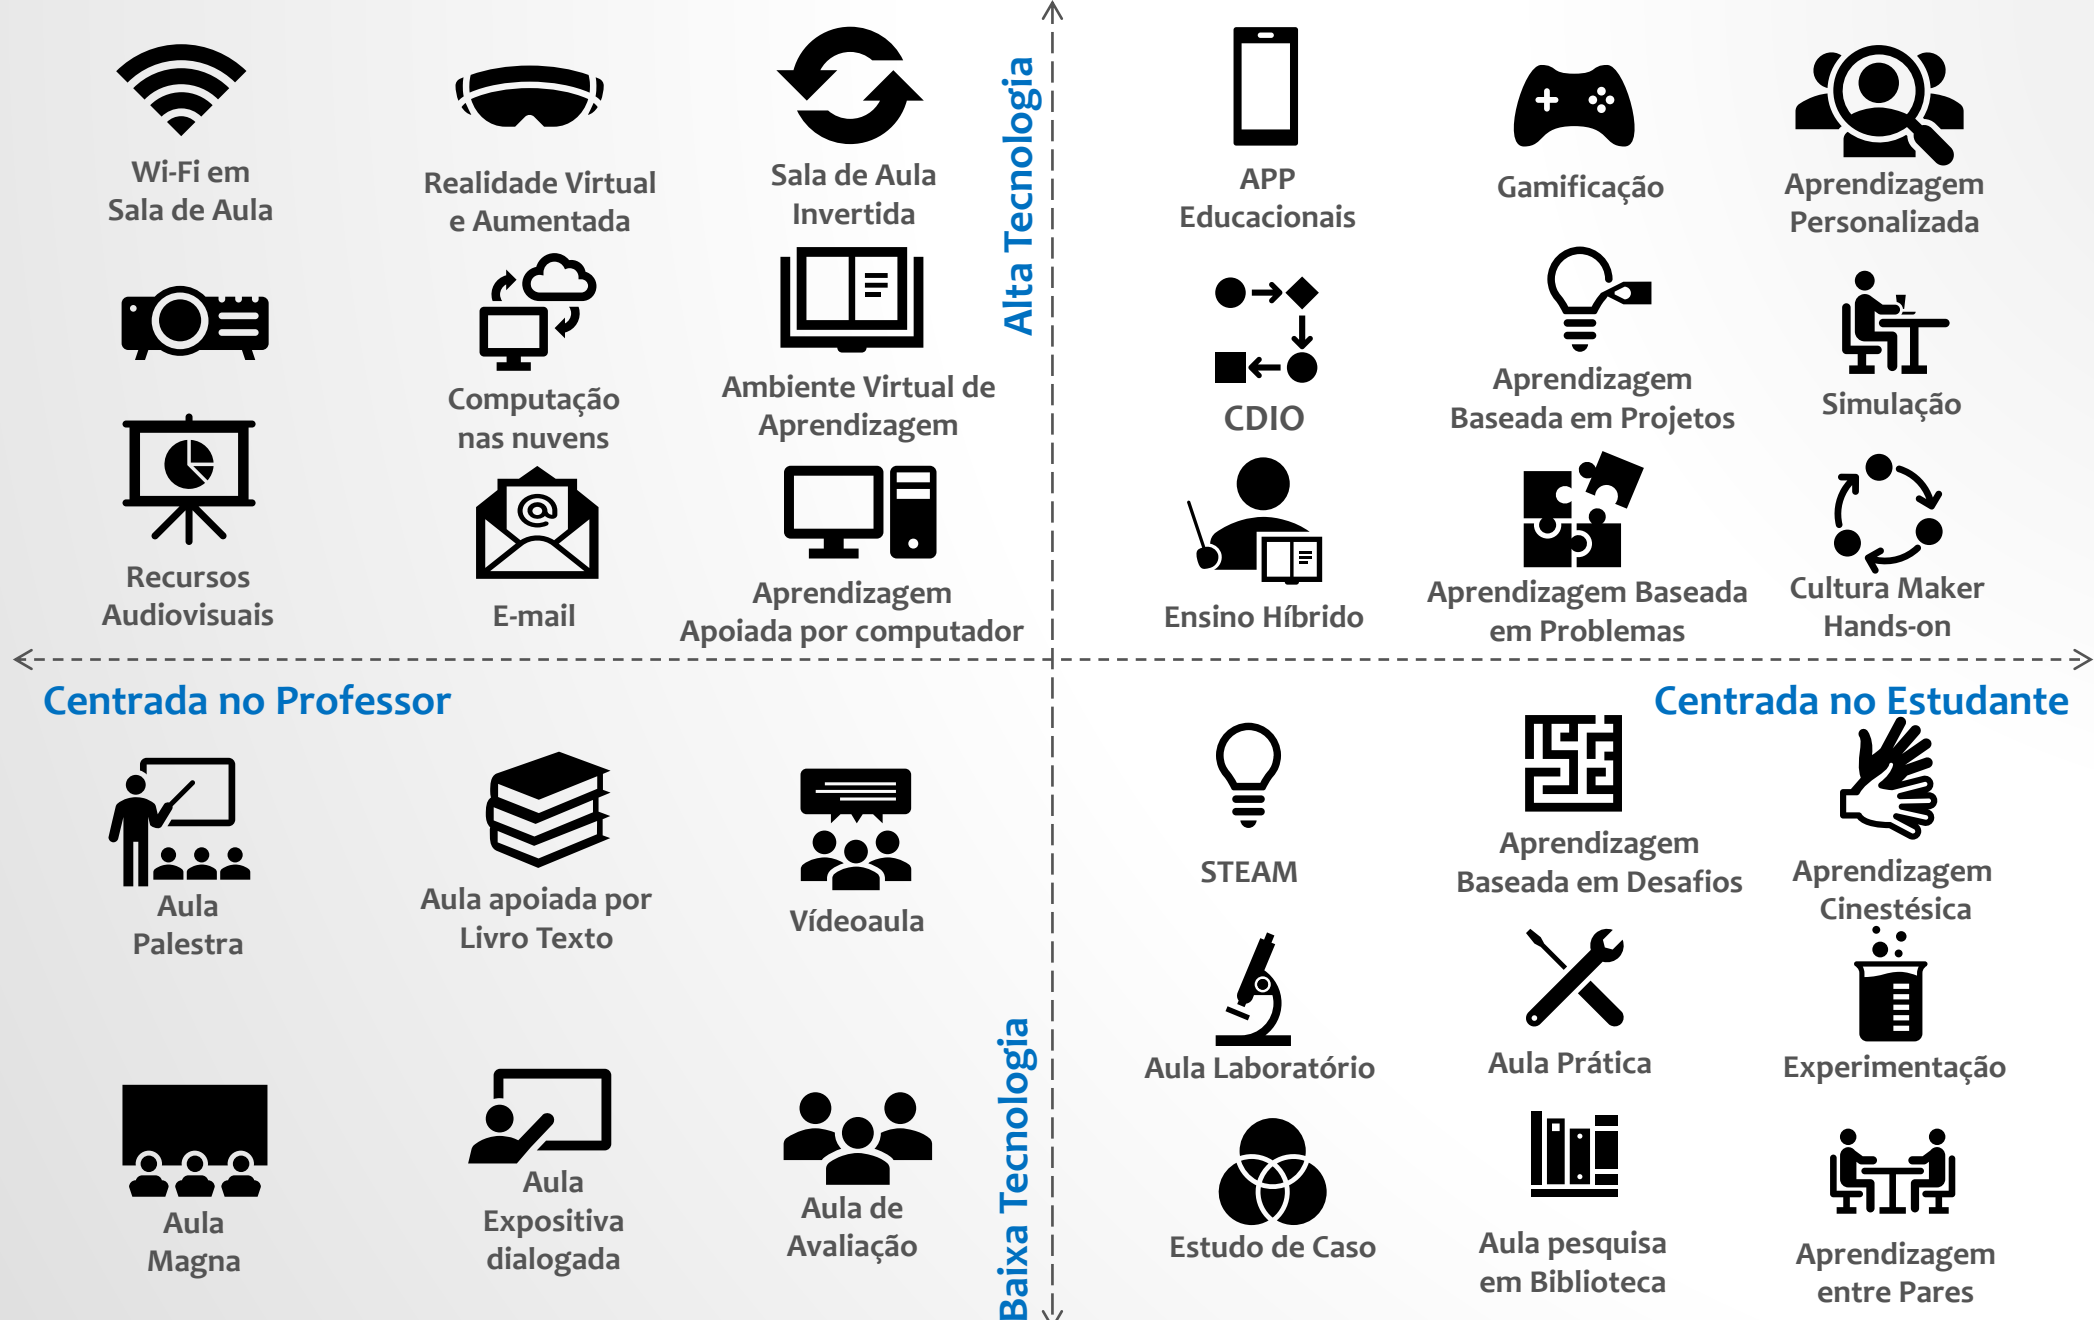 Alta Tecnologia
Wi-Fi em
Sala de Aula
Realidade Virtual
e Aumentada
Sala de Aula
Invertida
Computação
nas nuvens
Ambiente Virtual de
Aprendizagem
Recursos
Audiovisuais
E-mail
Aprendizagem
Apoiada por computador
APP
Educacionais
Gamificação
Aprendizagem
Personalizada
CDIO
Aprendizagem
Baseada em Projetos
Simulação
Ensino Híbrido
Aprendizagem Baseada
em Problemas
Cultura Maker
Hands-on
Centrada no Professor
Centrada no Estudante
Aula
Palestra
Aula apoiada por
Livro Texto
Vídeoaula
Aula
Magna
Aula
Expositiva
dialogada
Aula de
Avaliação
Baixa Tecnologia
STEAM
Aprendizagem
Baseada em Desafios
Aprendizagem
Cinestésica
Aula Laboratório
Aula Prática
Experimentação
Estudo de Caso
Aula pesquisa
em Biblioteca
Aprendizagem
entre Pares